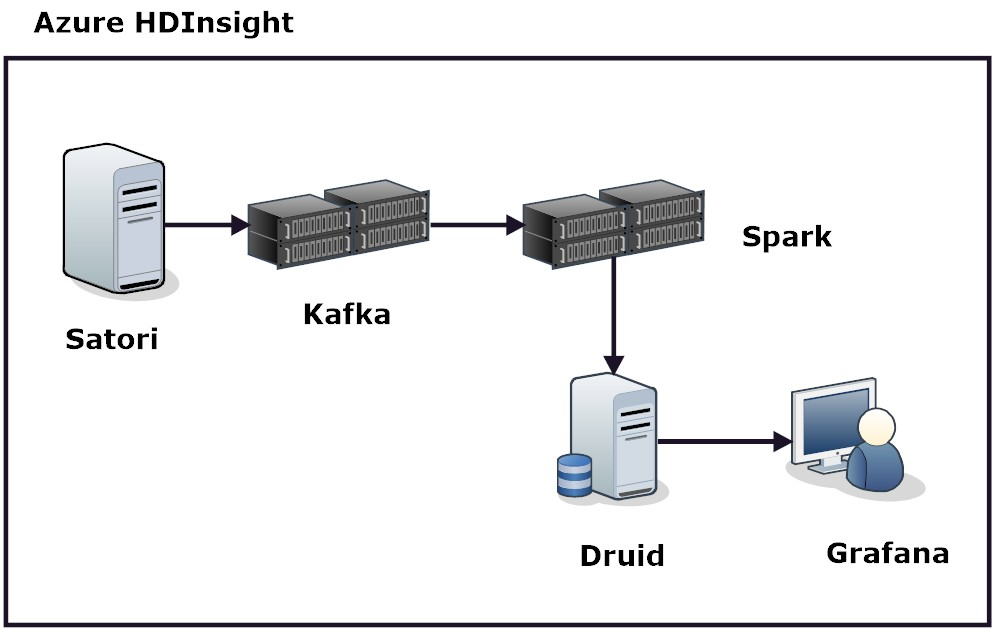 Azure HDInsight
Spark
Kafka
Satori
Druid
Grafana